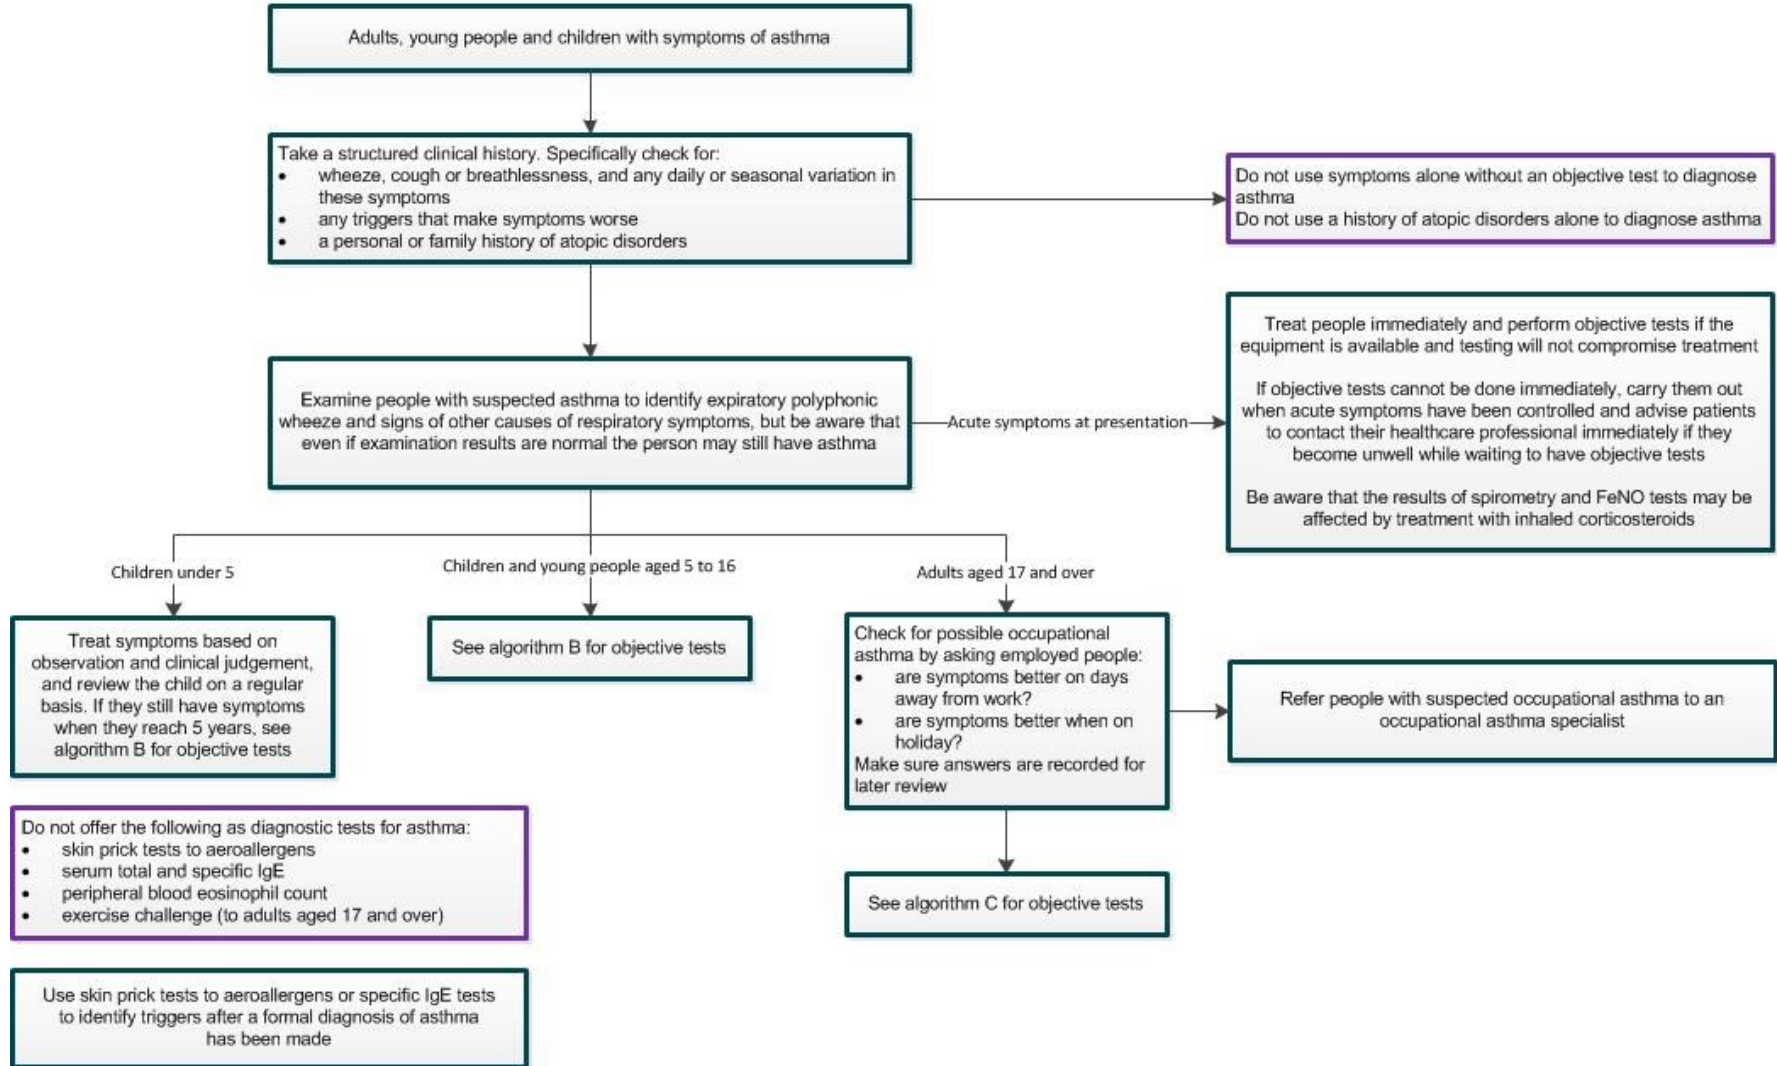 Adults, young people and children with symptoms of asthma
Take a structured clinical history. Specifically check for:
• wheeze, cough or breathlessness, and any daily or seasonal variation in
these symptoms
• any triggers that make symptoms worse
• a personal or family history of atopic disorders
Do not use symptoms alone without an objective test to diagnose
asthma
Do not use a history of atopic disorders alone to diagnose asthma
Examine people with suspected asthma to identify expiratory polyphonic
wheeze and signs of other causes of respiratory symptoms, but be aware that
even if examination results are normal the person may still have asthma
Acute symptoms at presentation
Treat people immediately and perform objective tests if the
equipment is available and testing will not compromise treatment
If objective tests cannot be done immediately, carry them out
when acute symptoms have been controlled and advise patients
to contact their healthcare professional immediately if they
become unwell while waiting to have objective tests
Be aware that the results of spirometry and FeNO tests may be
affected by treatment with inhaled corticosteroids
Children under 5
Children and young people aged 5 to 16
Adults aged 17 and over
Treat symptoms based on
observation and clinical judgement,
and review the child on a regular
basis. If they still have symptoms
when they reach 5 years, see
algorithm B for objective tests
See algorithm B for objective tests
Check for possible occupational
asthma by asking employed people:
• are symptoms better on days
away from work?
• are symptoms better when on
holiday?
Make sure answers are recorded for
later review
Refer people with suspected occupational asthma to an
occupational asthma specialist
Do not offer the following as diagnostic tests for asthma:
• skin prick tests to aeroallergens
• serum total and specific IgE
• peripheral blood eosinophil count
• exercise challenge (to adults aged 17 and over)
See algorithm C for objective tests
Use skin prick tests to aeroallergens or specific IgE tests
to identify triggers after a formal diagnosis of asthma
has been made